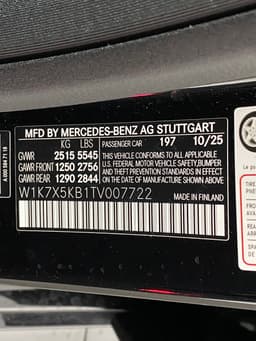 MFD BY MERCEDES-BENZ AG STUTTGART
KG LBS PASSENGER CAR 197 10/25
GVWR 2515 5545 THIS VEHICLE CONFORMS TO ALL APPLICABLE
GAWR FRONT 1250 2756 U.S. FEDERAL MOTOR VEHICLE SAFETY, BUMPER
GAWR REAR 1290 2844 AND THEFT PREVENTION STANDARDS IN EFFECT
ON THE DATE OF MANUFACTURE SHOWN ABOVE
W1K7X5KB1TV007722
MADE IN FINLAND